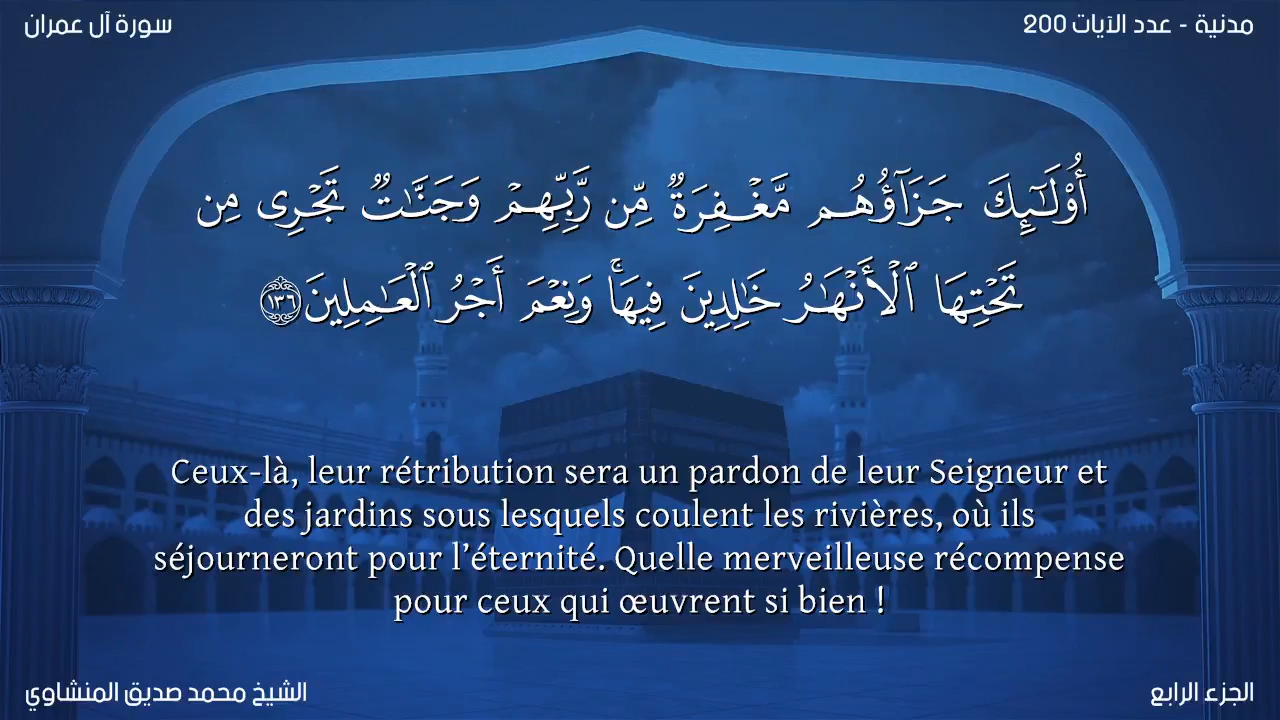 مدنية - عدد الآيات 200
سورة آل عمران
أُو۟لَـٰٓئِكَ جَزَآؤُهُم مَّغْفِرَةٌ مِّن رَّبِّهِمْ وَجَنَّـٰتٌ تَجْرِى مِن
تَحْتِهَا ٱلْأَنْهَـٰرُ خَـٰلِدِينَ فِيهَا ۚ وَنِعْمَ أَجْرُ ٱلْعَـٰمِلِينَ ١٣٦
Ceux-là, leur rétribution sera un pardon de leur Seigneur et
des jardins sous lesquels coulent les rivières, où ils
séjourneront pour l’éternité. Quelle merveilleuse récompense
pour ceux qui œuvrent si bien !
الجزء الرابع
الشيخ محمد صديق المنشاوي